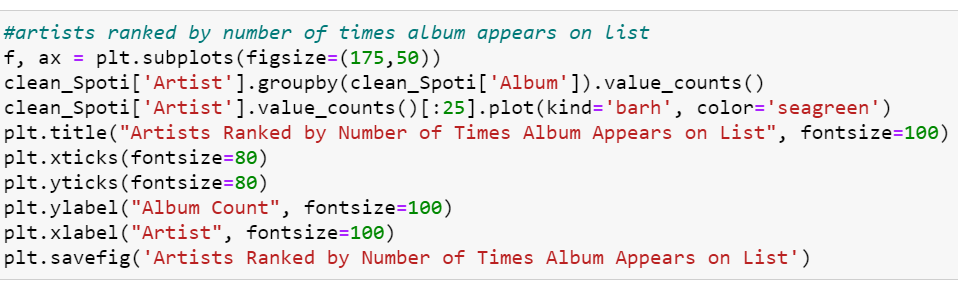 #artists ranked by number of times album appears on list
f, ax = plt.subplots(figsize=(175,50))
clean_Spoti['Artist'].groupby(clean_Spoti['Album']).value_counts()
clean_Spoti['Artist'].value_counts()[:25].plot(kind='barh', color='seagreen')
plt.title("Artists Ranked by Number of Times Album Appears on List", fontsize=100)
plt.xticks(fontsize=80)
plt.yticks(fontsize=80)
plt.ylabel("Album Count", fontsize=100)
plt.xlabel("Artist", fontsize=100)
plt.savefig('Artists Ranked by Number of Times Album Appears on List')